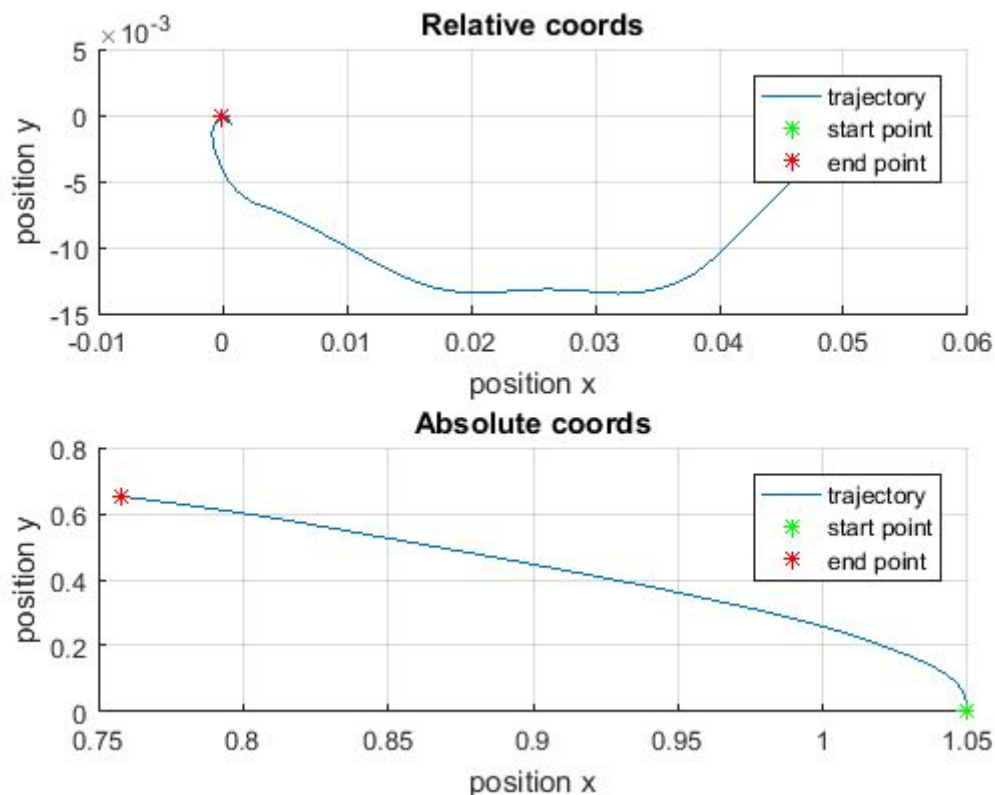 Relative coords
×10⁻³
5
0
-5
-10
-15
position y
-0.01 0 0.01 0.02 0.03 0.04 0.05 0.06
position x
trajectory
start point
end point
Absolute coords
0.8
0.6
0.4
0.2
0
position y
0.75 0.8 0.85 0.9 0.95 1 1.05
position x
trajectory
start point
end point